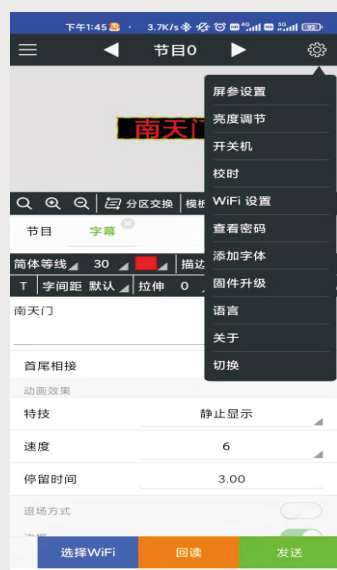 下午1:45 3.7K/s
节目0
屏参设置
亮度调节
南天门
开关机
校时
分区交换 模板
WiFi 设置
节目 字幕
查看密码
添加字体
简体等线 30 描边
固件升级
T 字间距 默认 拉伸 0
语言
南天门
关于
切换
首尾相接
动画效果
特技 静止显示
速度 6
停留时间 3.00
退场方式
选择WiFi 回读 发送